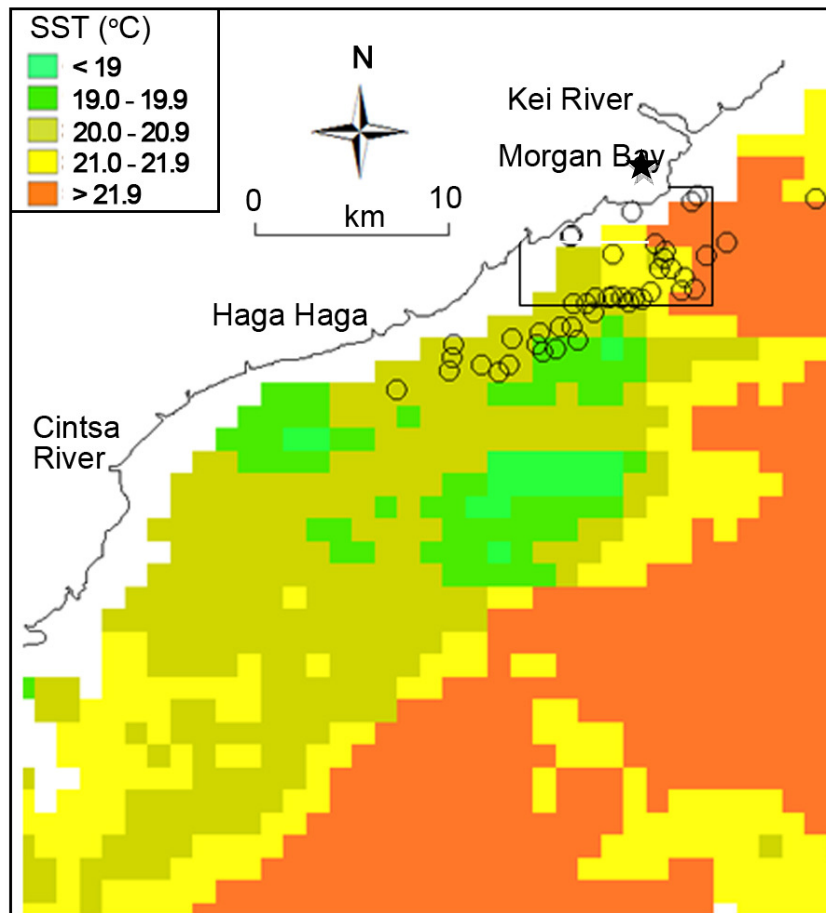 SST (°C)
< 19
19.0 - 19.9
20.0 - 20.9
21.0 - 21.9
> 21.9
N
Kei River
Morgan Bay
0 10
km
Haga Haga
Cintsa
River